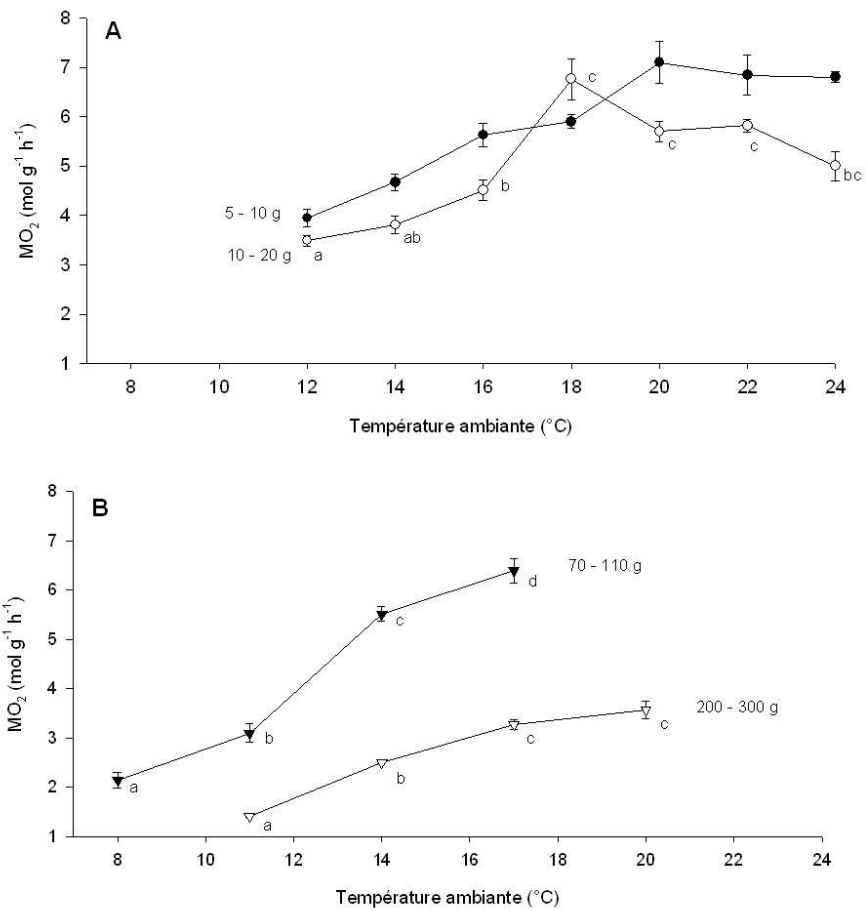 A
8
7
6
5
4
3
2
1
MO₂ (mol g⁻¹ h⁻¹)
c
c
c
bc
b
5 - 10 g
ab
10 - 20 g
a
8 10 12 14 16 18 20 22 24
Température ambiante (°C)
B
8
7
6
5
4
3
2
1
MO₂ (mol g⁻¹ h⁻¹)
70 - 110 g
d
c
b
a
200 - 300 g
c
c
b
a
8 10 12 14 16 18 20 22 24
Température ambiante (°C)